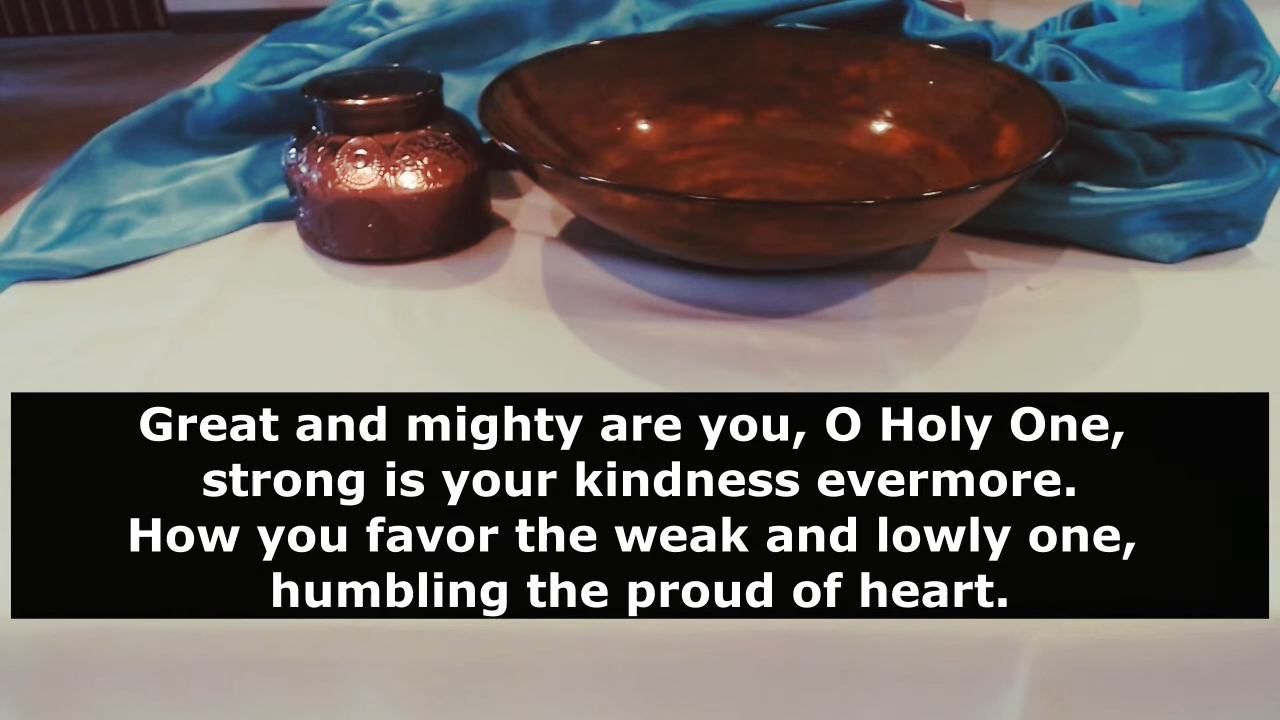 Great and mighty are you, O Holy One,
strong is your kindness evermore.
How you favor the weak and lowly one,
humbling the proud of heart.